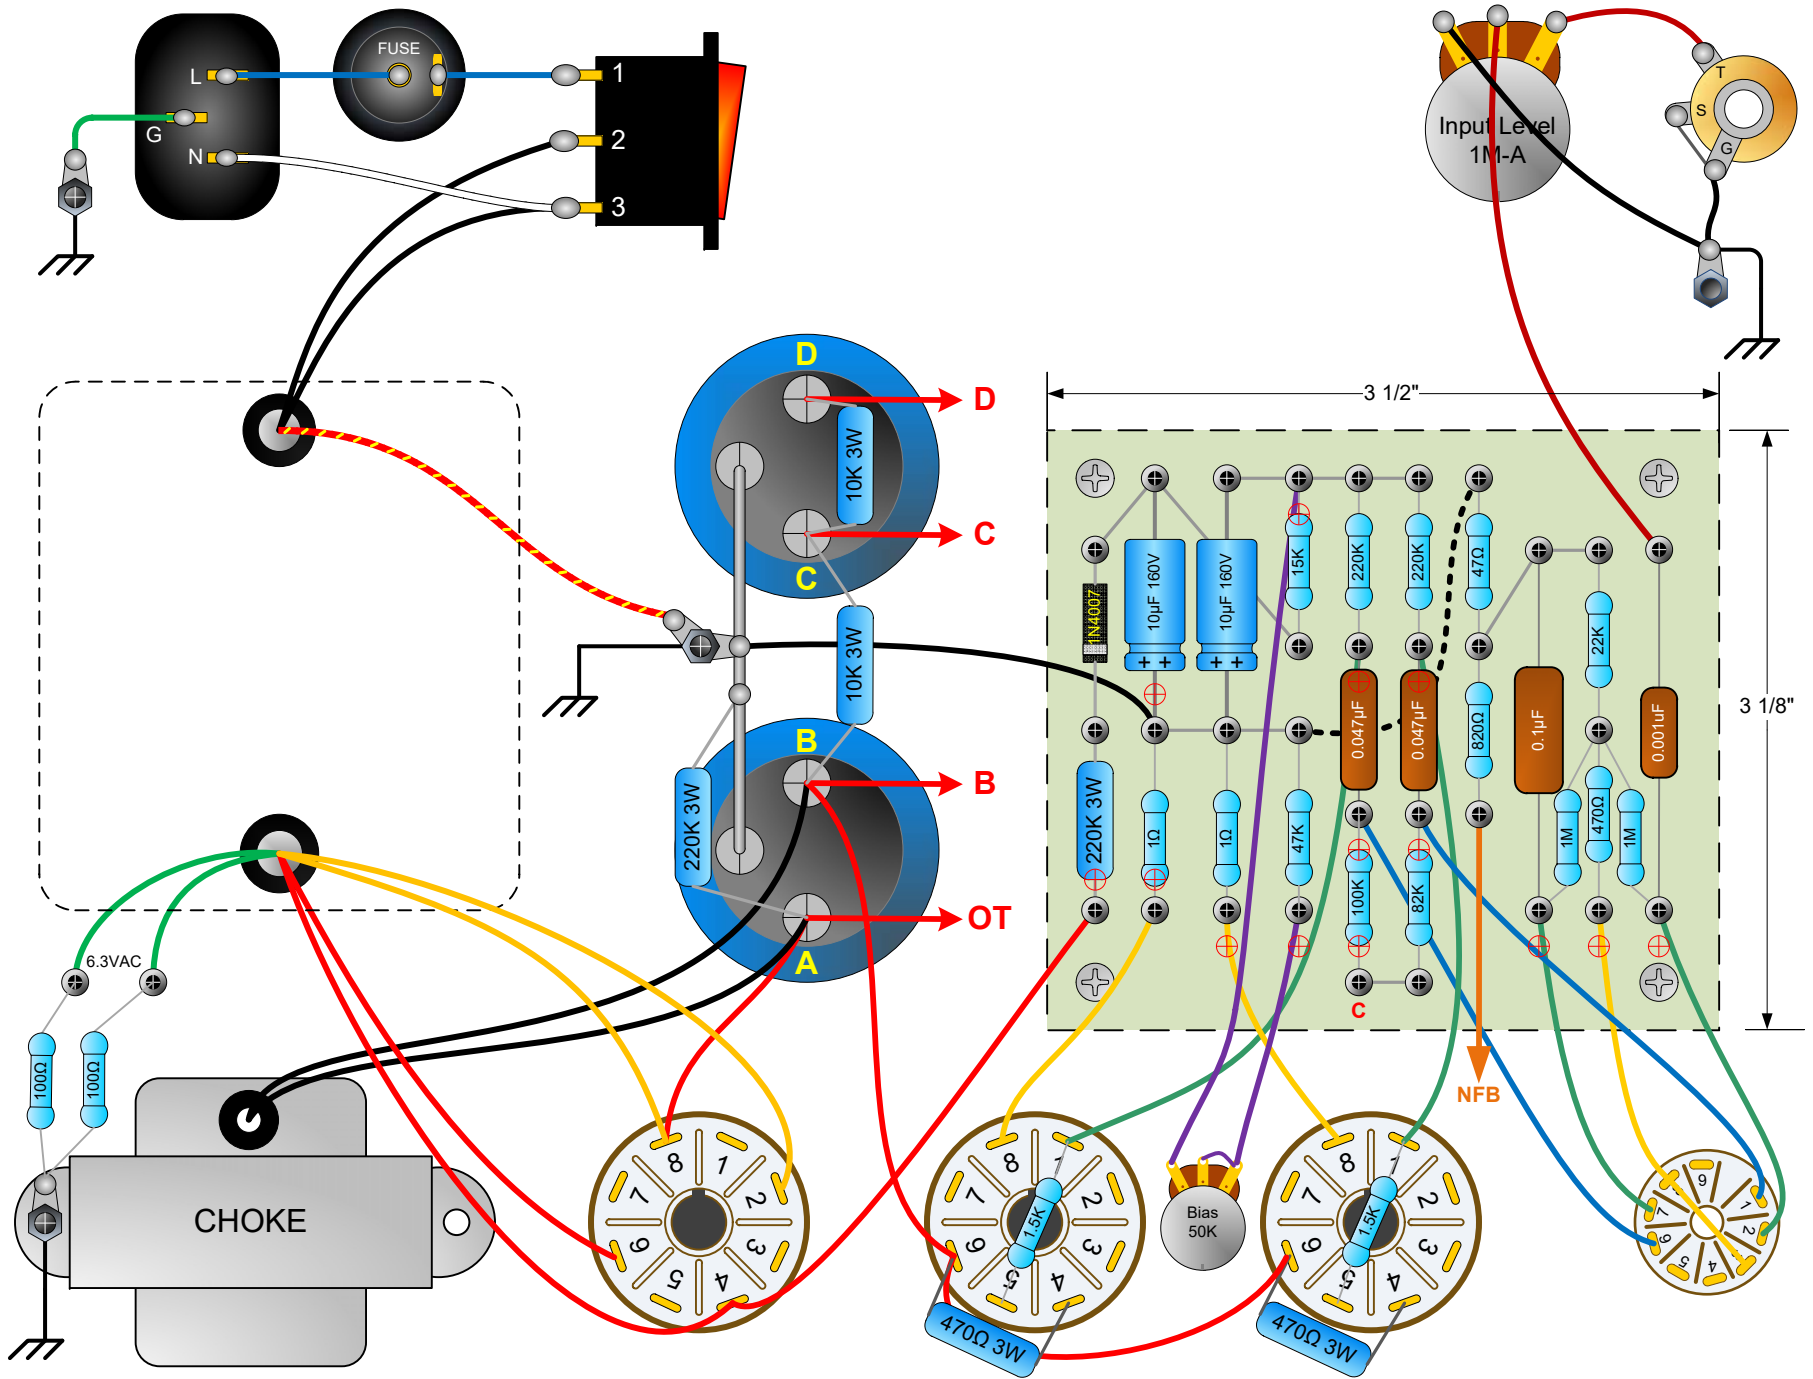 FUSE
L
G
N
1
2
3
Input Level
1M-A
T
S
G
3 1/2"
3 1/8"
D
D
10K 3W
C
C
10K 3W
B
B
220K 3W
OT
A
1N4007
10µF 160V
++
10µF 160V
++
15K
220K
220K
47Ω
22K
0.047µF
0.047µF
820Ω
0.1µF
0.001uF
220K 3W
1Ω
1Ω
47K
100K
82K
1M
470Ω
1M
C
NFB
6.3VAC
100Ω
100Ω
CHOKE
8
1
7
2
6
3
5
4
8
1
7
2
6
3
5
4
1.5K
470Ω 3W
Bias
50K
8
1
7
2
6
3
5
4
1.5K
470Ω 3W
9
1
7
2
6
5
4